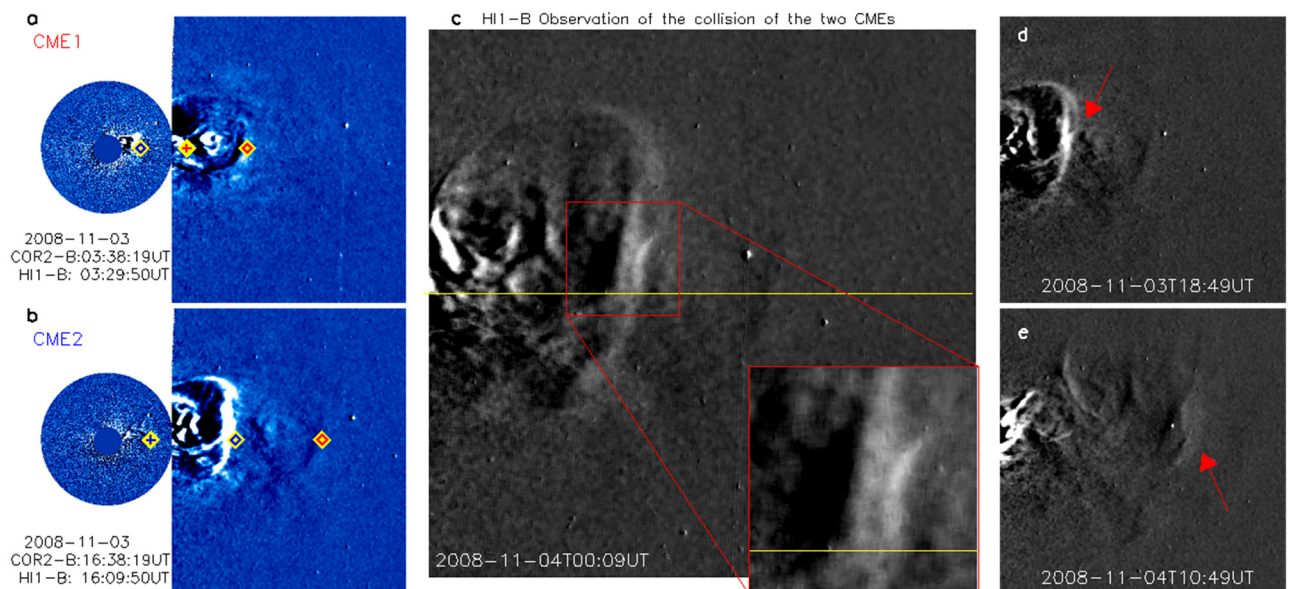 a
CME1
2008-11-03
COR2-B:03:38:19UT
HI1-B: 03:29:50UT
b
CME2
2008-11-03
COR2-B:16:38:19UT
HI1-B: 16:09:50UT
c HI1-B Observation of the collision of the two CMEs
2008-11-04T00:09UT
d
2008-11-03T18:49UT
e
2008-11-04T10:49UT